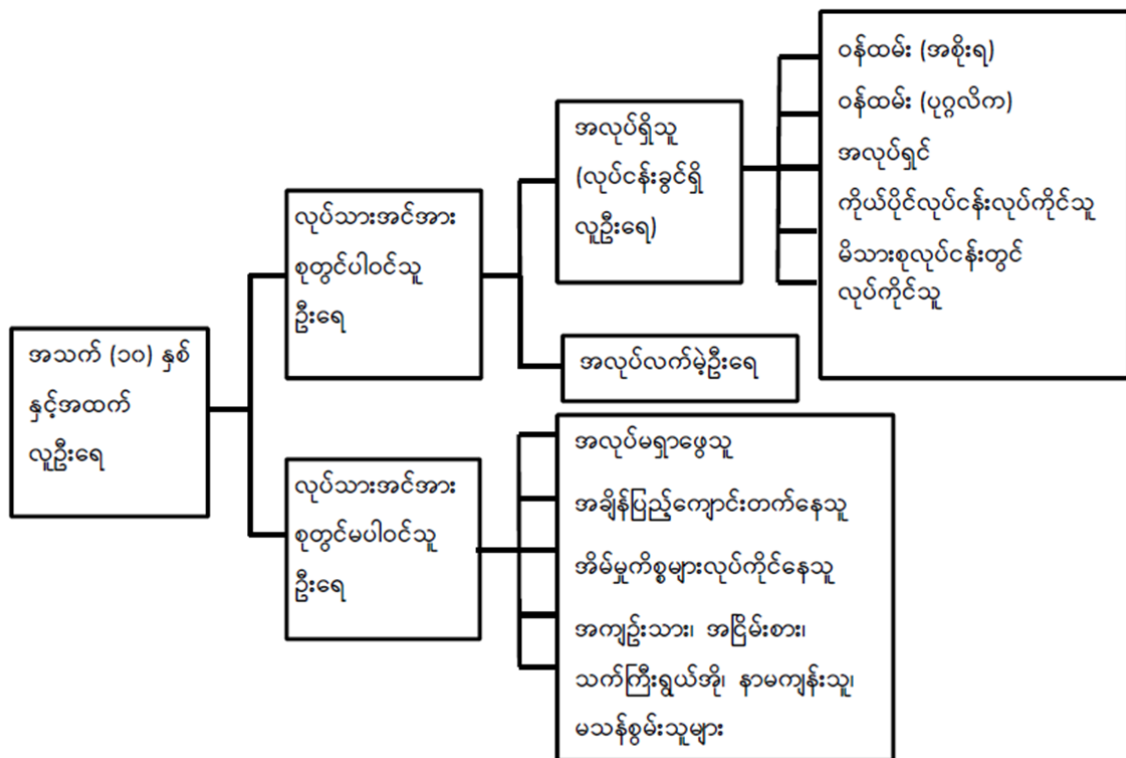 အသက် (၁၀) နှစ်
နှင့်အထက်
လူဦးရေ
လုပ်သားအင်အား
စုတွင်ပါဝင်သူ
ဦးရေ
အလုပ်ရှိသူ
(လုပ်ငန်းခွင်ရှိ
လူဦးရေ)
ဝန်ထမ်း (အစိုးရ)
ဝန်ထမ်း (ပုဂ္ဂလိက)
အလုပ်ရှင်
ကိုယ်ပိုင်လုပ်ငန်းလုပ်ကိုင်သူ
မိသားစုလုပ်ငန်းတွင်
လုပ်ကိုင်သူ
အလုပ်လက်မဲ့ဦးရေ
လုပ်သားအင်အား
စုတွင်မပါဝင်သူ
ဦးရေ
အလုပ်မရှာဖွေသူ
အချိန်ပြည့်ကျောင်းတက်နေသူ
အိမ်မှုကိစ္စများလုပ်ကိုင်နေသူ
အကျဉ်းသား၊ အငြိမ်းစား၊
သက်ကြီးရွယ်အို၊ နာမကျန်းသူ၊
မသန်စွမ်းသူများ